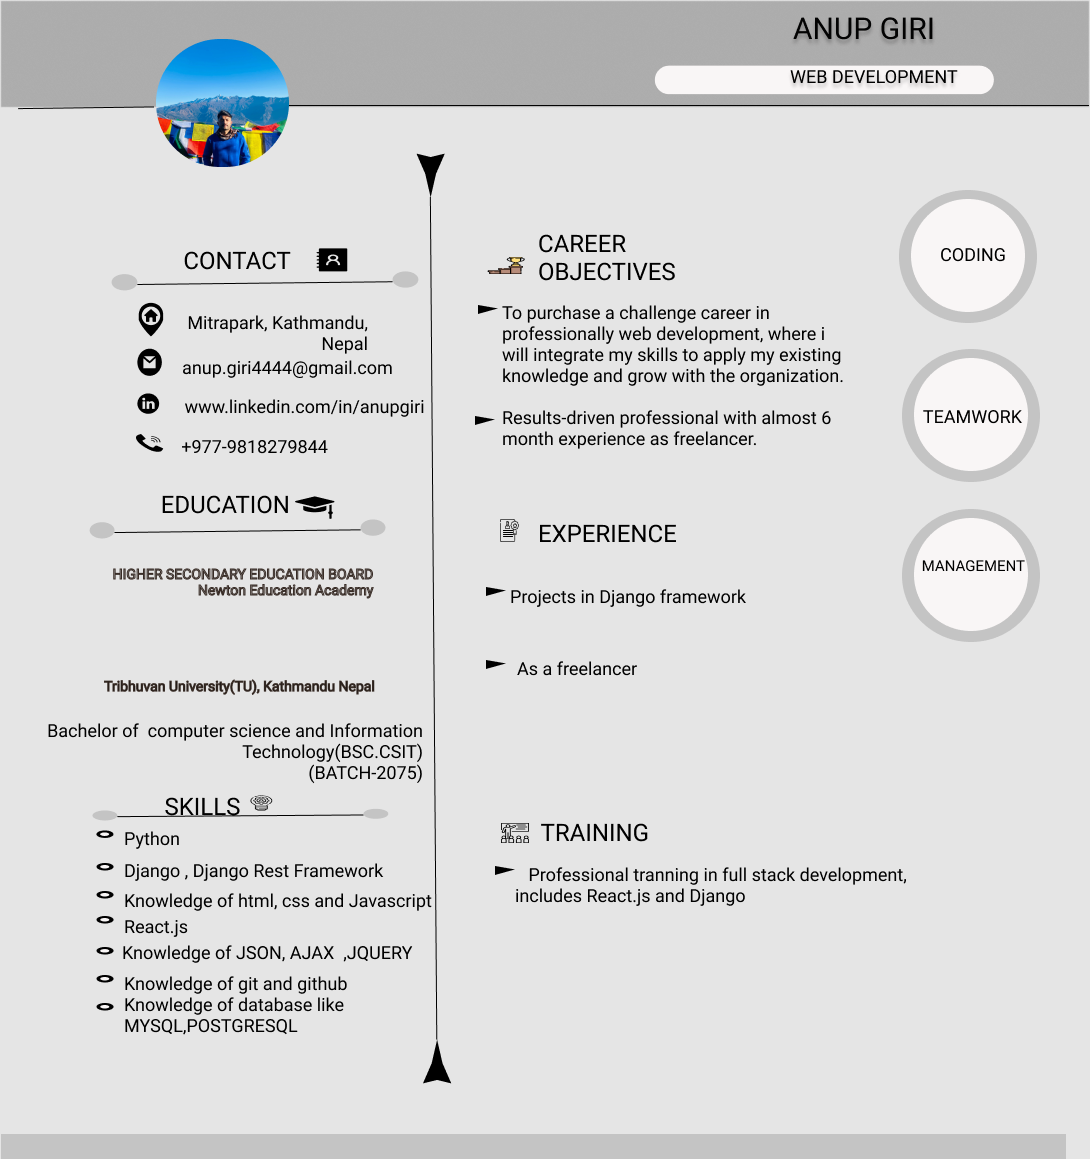 ANUP GIRI
WEB DEVELOPMENT
CONTACT
Mitrapark, Kathmandu,
Nepal
anup.giri4444@gmail.com
www.linkedin.com/in/anupgiri
+977-9818279844
EDUCATION
HIGHER SECONDARY EDUCATION BOARD
Newton Education Academy
Tribhuvan University(TU), Kathmandu Nepal
Bachelor of  computer science and Information
Technology(BSC.CSIT)
(BATCH-2075)
SKILLS
Python
Django , Django Rest Framework
Knowledge of html, css and Javascript
React.js
Knowledge of JSON, AJAX  ,JQUERY
Knowledge of git and github
Knowledge of database like
MYSQL,POSTGRESQL
CAREER
OBJECTIVES
To purchase a challenge career in
professionally web development, where i
will integrate my skills to apply my existing
knowledge and grow with the organization.
Results-driven professional with almost 6
month experience as freelancer.
EXPERIENCE
Projects in Django framework
As a freelancer
TRAINING
Professional tranning in full stack development,
includes React.js and Django
CODING
TEAMWORK
MANAGEMENT